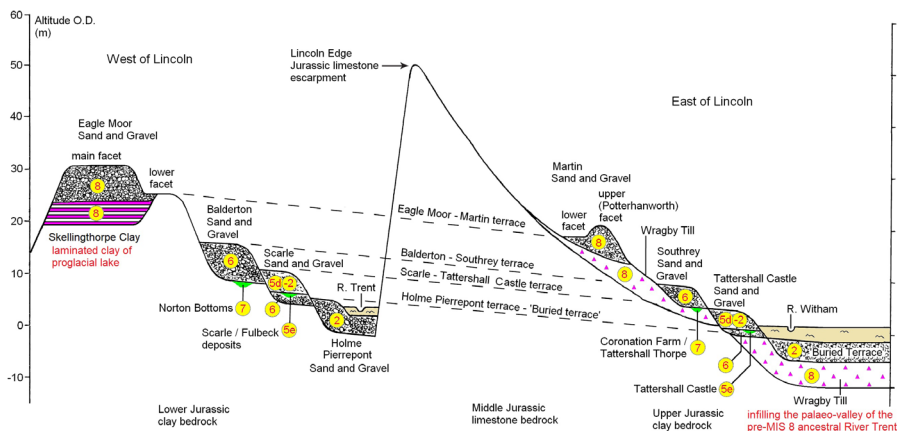 60
Altitude O.D.
(m)
50
40
30
20
10
0
-10
West of Lincoln
Lincoln Edge
Jurassic limestone
escarpment
East of Lincoln
Eagle Moor
Sand and Gravel
main facet
lower
facet
8
8
Skellingthorpe Clay
laminated clay of
proglacial lake
Balderton
Sand and
Gravel
6
Scarle
Sand and Gravel
5d -2
R. Trent
Norton Bottoms
7
6
5e
2
Scarle / Fulbeck
deposits
Holme
Pierrepont
Sand and Gravel
Eagle Moor - Martin terrace
Balderton - Southrey terrace
Scarle - Tattershall Castle terrace
Holme Pierrepont terrace - 'Buried terrace'
Martin
Sand and Gravel
lower
facet
upper
(Potterhanworth)
facet
8
Wragby Till
8
Southrey
Sand and
Gravel
6
Tattershall Castle
Sand and
Gravel
5d -2
R. Witham
Coronation Farm /
Tattershall Thorpe
7
6
Tattershall Castle
5e
2
Buried Terrace
8
Wragby Till
infilling the palaeo-valley of the
pre-MIS 8 ancestral River Trent
Lower Jurassic
clay bedrock
Middle Jurassic
limestone bedrock
Upper Jurassic
clay bedrock